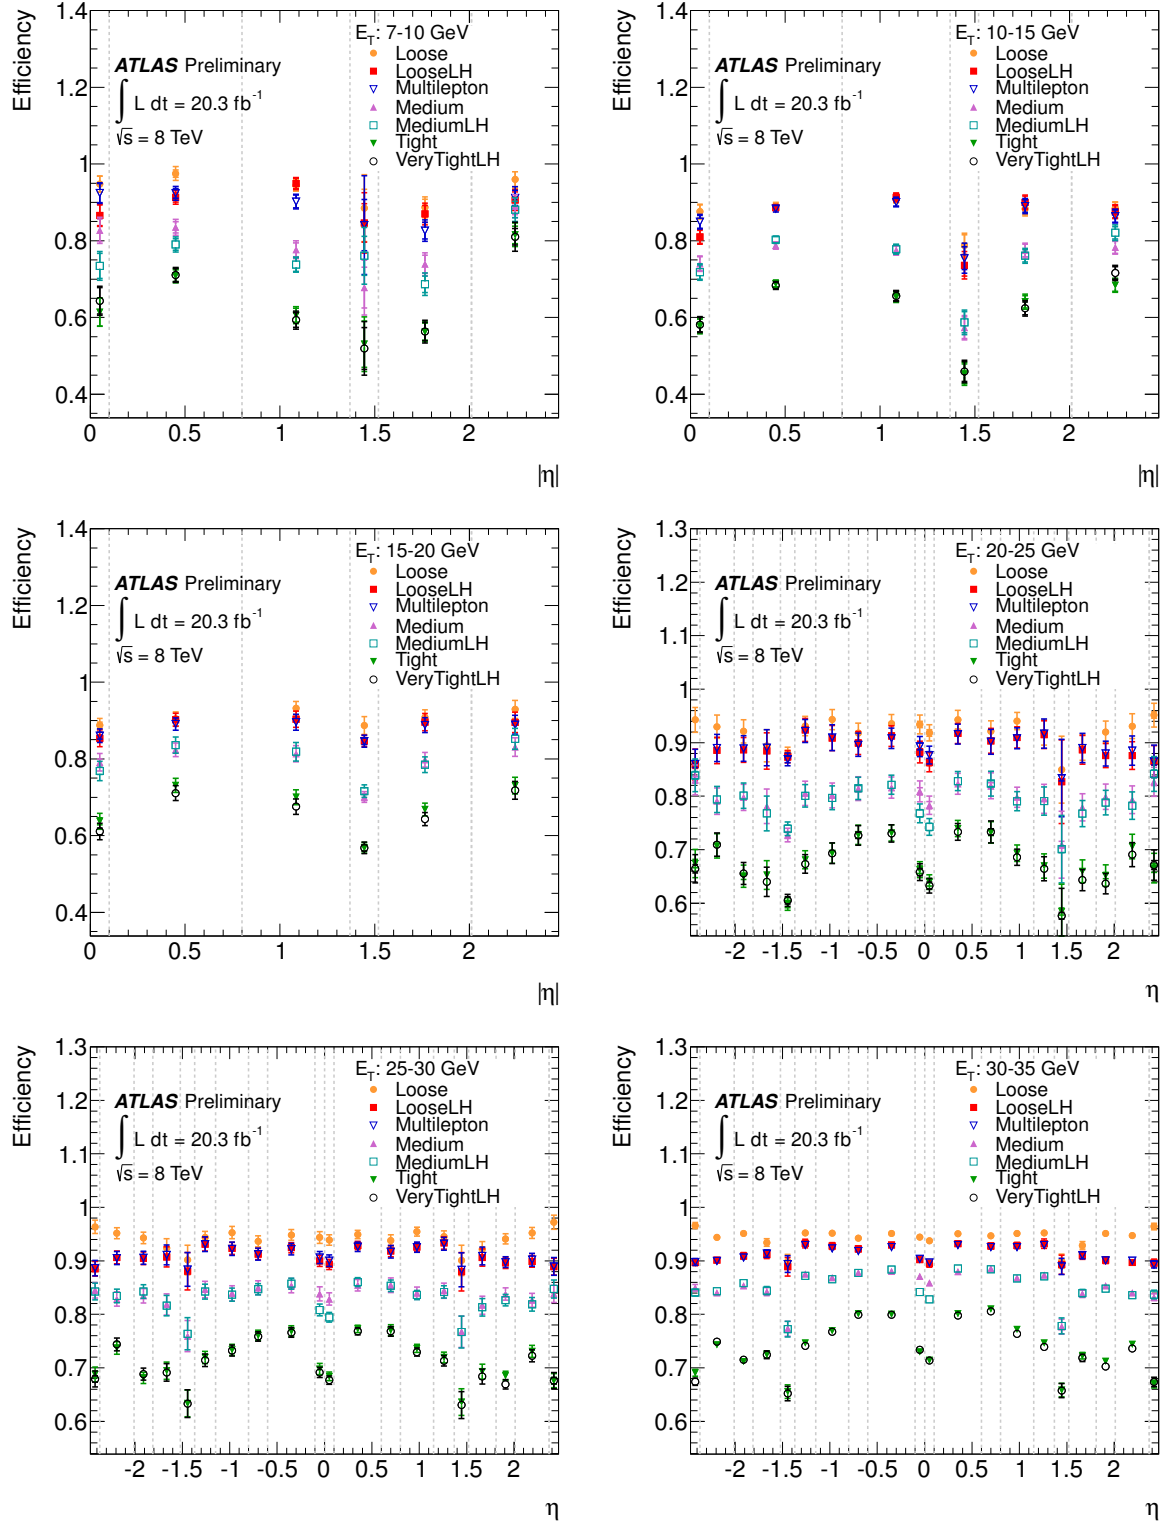 Efficiency
1.4
1.2
1
0.8
0.6
0.4
0 0.5 1 1.5 2
|η|
E_T: 7-10 GeV
ATLAS Preliminary
∫ L dt = 20.3 fb⁻¹
√s = 8 TeV
Loose
LooseLH
Multilepton
Medium
MediumLH
Tight
VeryTightLH
Efficiency
1.4
1.2
1
0.8
0.6
0.4
0 0.5 1 1.5 2
|η|
E_T: 10-15 GeV
ATLAS Preliminary
∫ L dt = 20.3 fb⁻¹
√s = 8 TeV
Loose
LooseLH
Multilepton
Medium
MediumLH
Tight
VeryTightLH
Efficiency
1.4
1.2
1
0.8
0.6
0.4
0 0.5 1 1.5 2
|η|
E_T: 15-20 GeV
ATLAS Preliminary
∫ L dt = 20.3 fb⁻¹
√s = 8 TeV
Loose
LooseLH
Multilepton
Medium
MediumLH
Tight
VeryTightLH
Efficiency
1.3
1.2
1.1
1
0.9
0.8
0.7
0.6
-2 -1.5 -1 -0.5 0 0.5 1 1.5 2
η
E_T: 20-25 GeV
ATLAS Preliminary
∫ L dt = 20.3 fb⁻¹
√s = 8 TeV
Loose
LooseLH
Multilepton
Medium
MediumLH
Tight
VeryTightLH
Efficiency
1.3
1.2
1.1
1
0.9
0.8
0.7
0.6
-2 -1.5 -1 -0.5 0 0.5 1 1.5 2
η
E_T: 25-30 GeV
ATLAS Preliminary
∫ L dt = 20.3 fb⁻¹
√s = 8 TeV
Loose
LooseLH
Multilepton
Medium
MediumLH
Tight
VeryTightLH
Efficiency
1.3
1.2
1.1
1
0.9
0.8
0.7
0.6
-2 -1.5 -1 -0.5 0 0.5 1 1.5 2
η
E_T: 30-35 GeV
ATLAS Preliminary
∫ L dt = 20.3 fb⁻¹
√s = 8 TeV
Loose
LooseLH
Multilepton
Medium
MediumLH
Tight
VeryTightLH